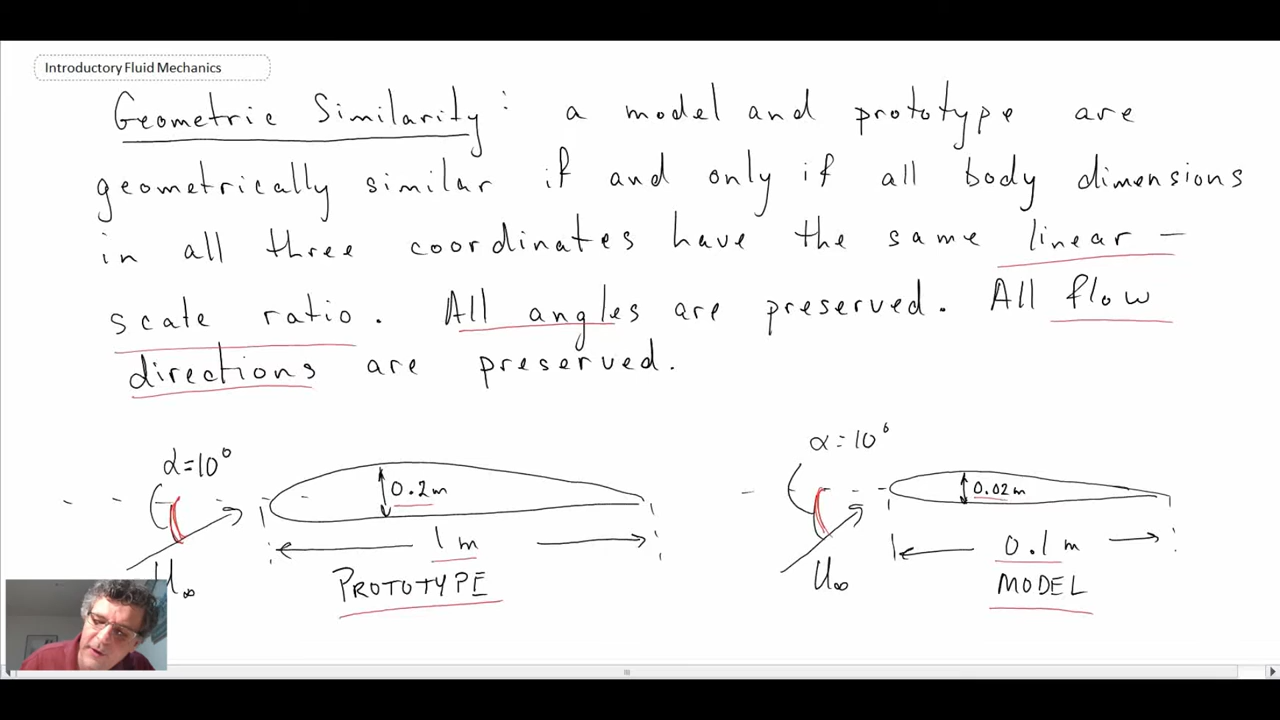 Introductory Fluid Mechanics
Geometric Similarity: a model and prototype are
geometrically similar if and only if all body dimensions
in all three coordinates have the same linear-
scale ratio. All angles are preserved. All flow
directions are preserved.
α=10° α=10°
0.2m 0.02m
1m 0.1m
U∞ PROTOTYPE U∞ MODEL